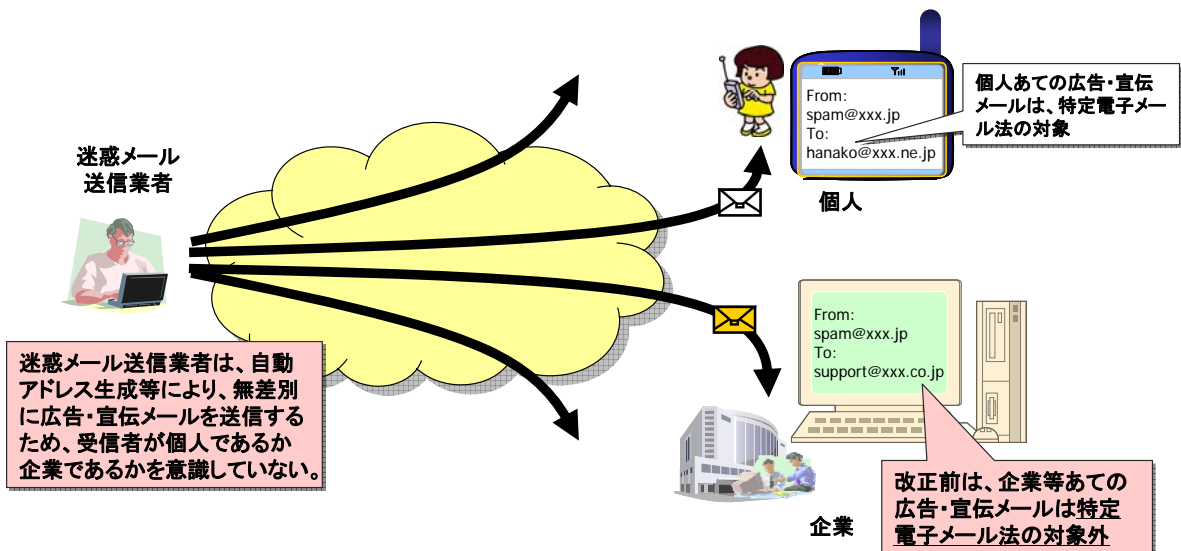 迷惑メール
送信業者
迷惑メール送信業者は、自動
アドレス生成等により、無差別
に広告・宣伝メールを送信する
ため、受信者が個人であるか
企業であるかを意識していない。
From:
spam@xxx.jp
To:
hanako@xxx.ne.jp
個人あての広告・宣伝
メールは、特定電子メー
ル法の対象
個人
From:
spam@xxx.jp
To:
support@xxx.co.jp
企業
改正前は、企業等あての
広告・宣伝メールは特定
電子メール法の対象外